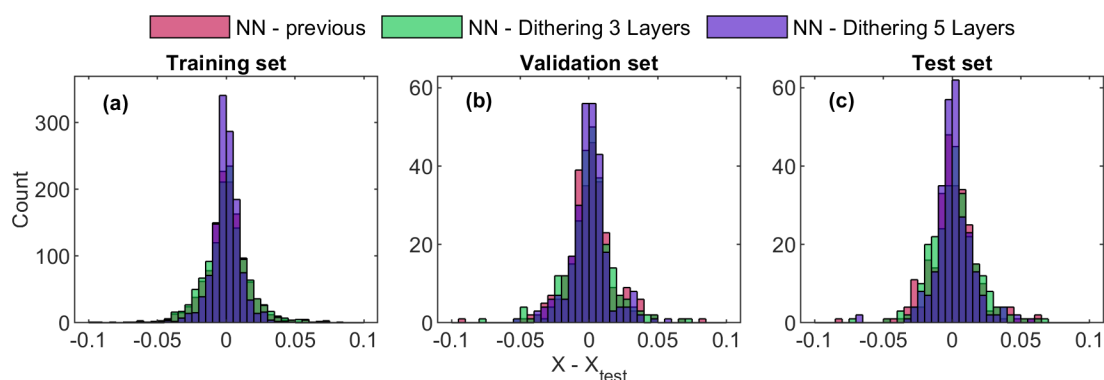 NN - previous NN - Dithering 3 Layers NN - Dithering 5 Layers
Training set Validation set Test set
(a) (b) (c)
Count
300
200
100
0
-0.1 -0.05 0 0.05 0.1
60
40
20
0
-0.1 -0.05 0 0.05 0.1
60
40
20
0
-0.1 -0.05 0 0.05 0.1
X - X_test